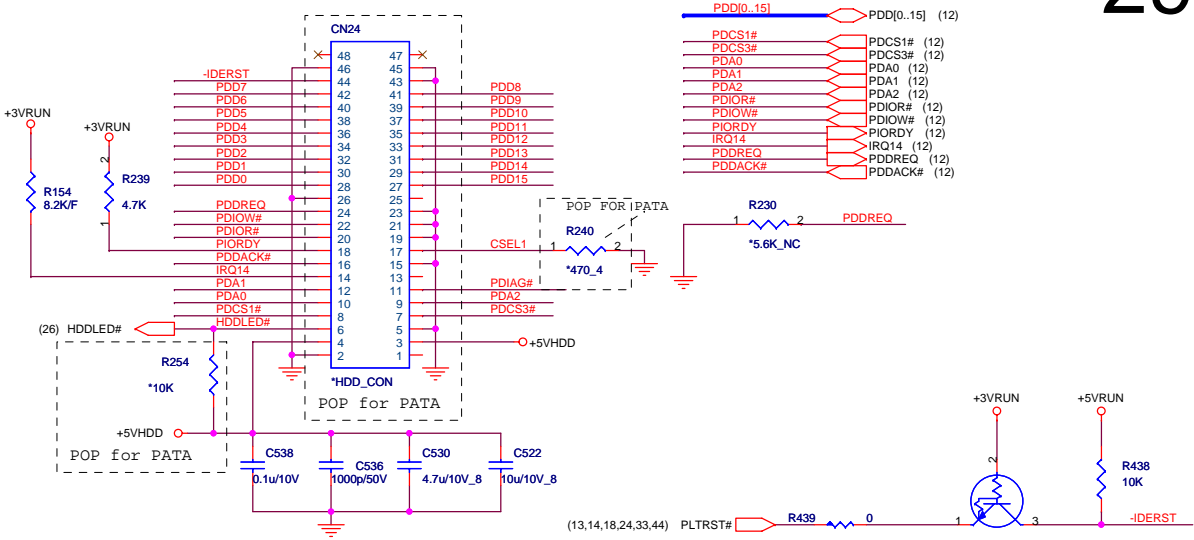 CN24
48 47
46 45
44 43
42 41
40 39
38 37
36 35
34 33
32 31
30 29
28 27
26 25
24 23
22 21
20 19
18 17
16 15
14 13
12 11
10 9
8 7
6 5
4 3
2 1
*HDD_CON
POP for PATA
-IDERST
PDD7
PDD6
PDD5
PDD4
PDD3
PDD2
PDD1
PDD0
PDDREQ
PDIOW#
PDIOR#
PIORDY
PDDACK#
IRQ14
PDA1
PDA0
PDCS1#
HDDLED#
PDD8
PDD9
PDD10
PDD11
PDD12
PDD13
PDD14
PDD15
CSEL1
PDIAG#
PDA2
PDCS3#
+5VHDD
+3VRUN
R154
8.2K/F
+3VRUN
2
R239
4.7K
1
(26) HDDLED#
R254
*10K
+5VHDD
POP for PATA
C538
0.1u/10V
C536
1000p/50V
C530
4.7u/10V_8
C522
10u/10V_8
POP FOR PATA
R240
1 2
*470_4
PDD[0..15] PDD[0..15] (12)
PDCS1# PDCS1# (12)
PDCS3# PDCS3# (12)
PDA0 PDA0 (12)
PDA1 PDA1 (12)
PDA2 PDA2 (12)
PDIOR# PDIOR# (12)
PDIOW# PDIOW# (12)
PIORDY PIORDY (12)
IRQ14 IRQ14 (12)
PDDREQ PDDREQ (12)
PDDACK# PDDACK# (12)
R230
1 2 PDDREQ
*5.6K_NC
+3VRUN +5VRUN
2
R438
10K
(13,14,18,24,33,44) PLTRST# R439 0 1 3 -IDERST